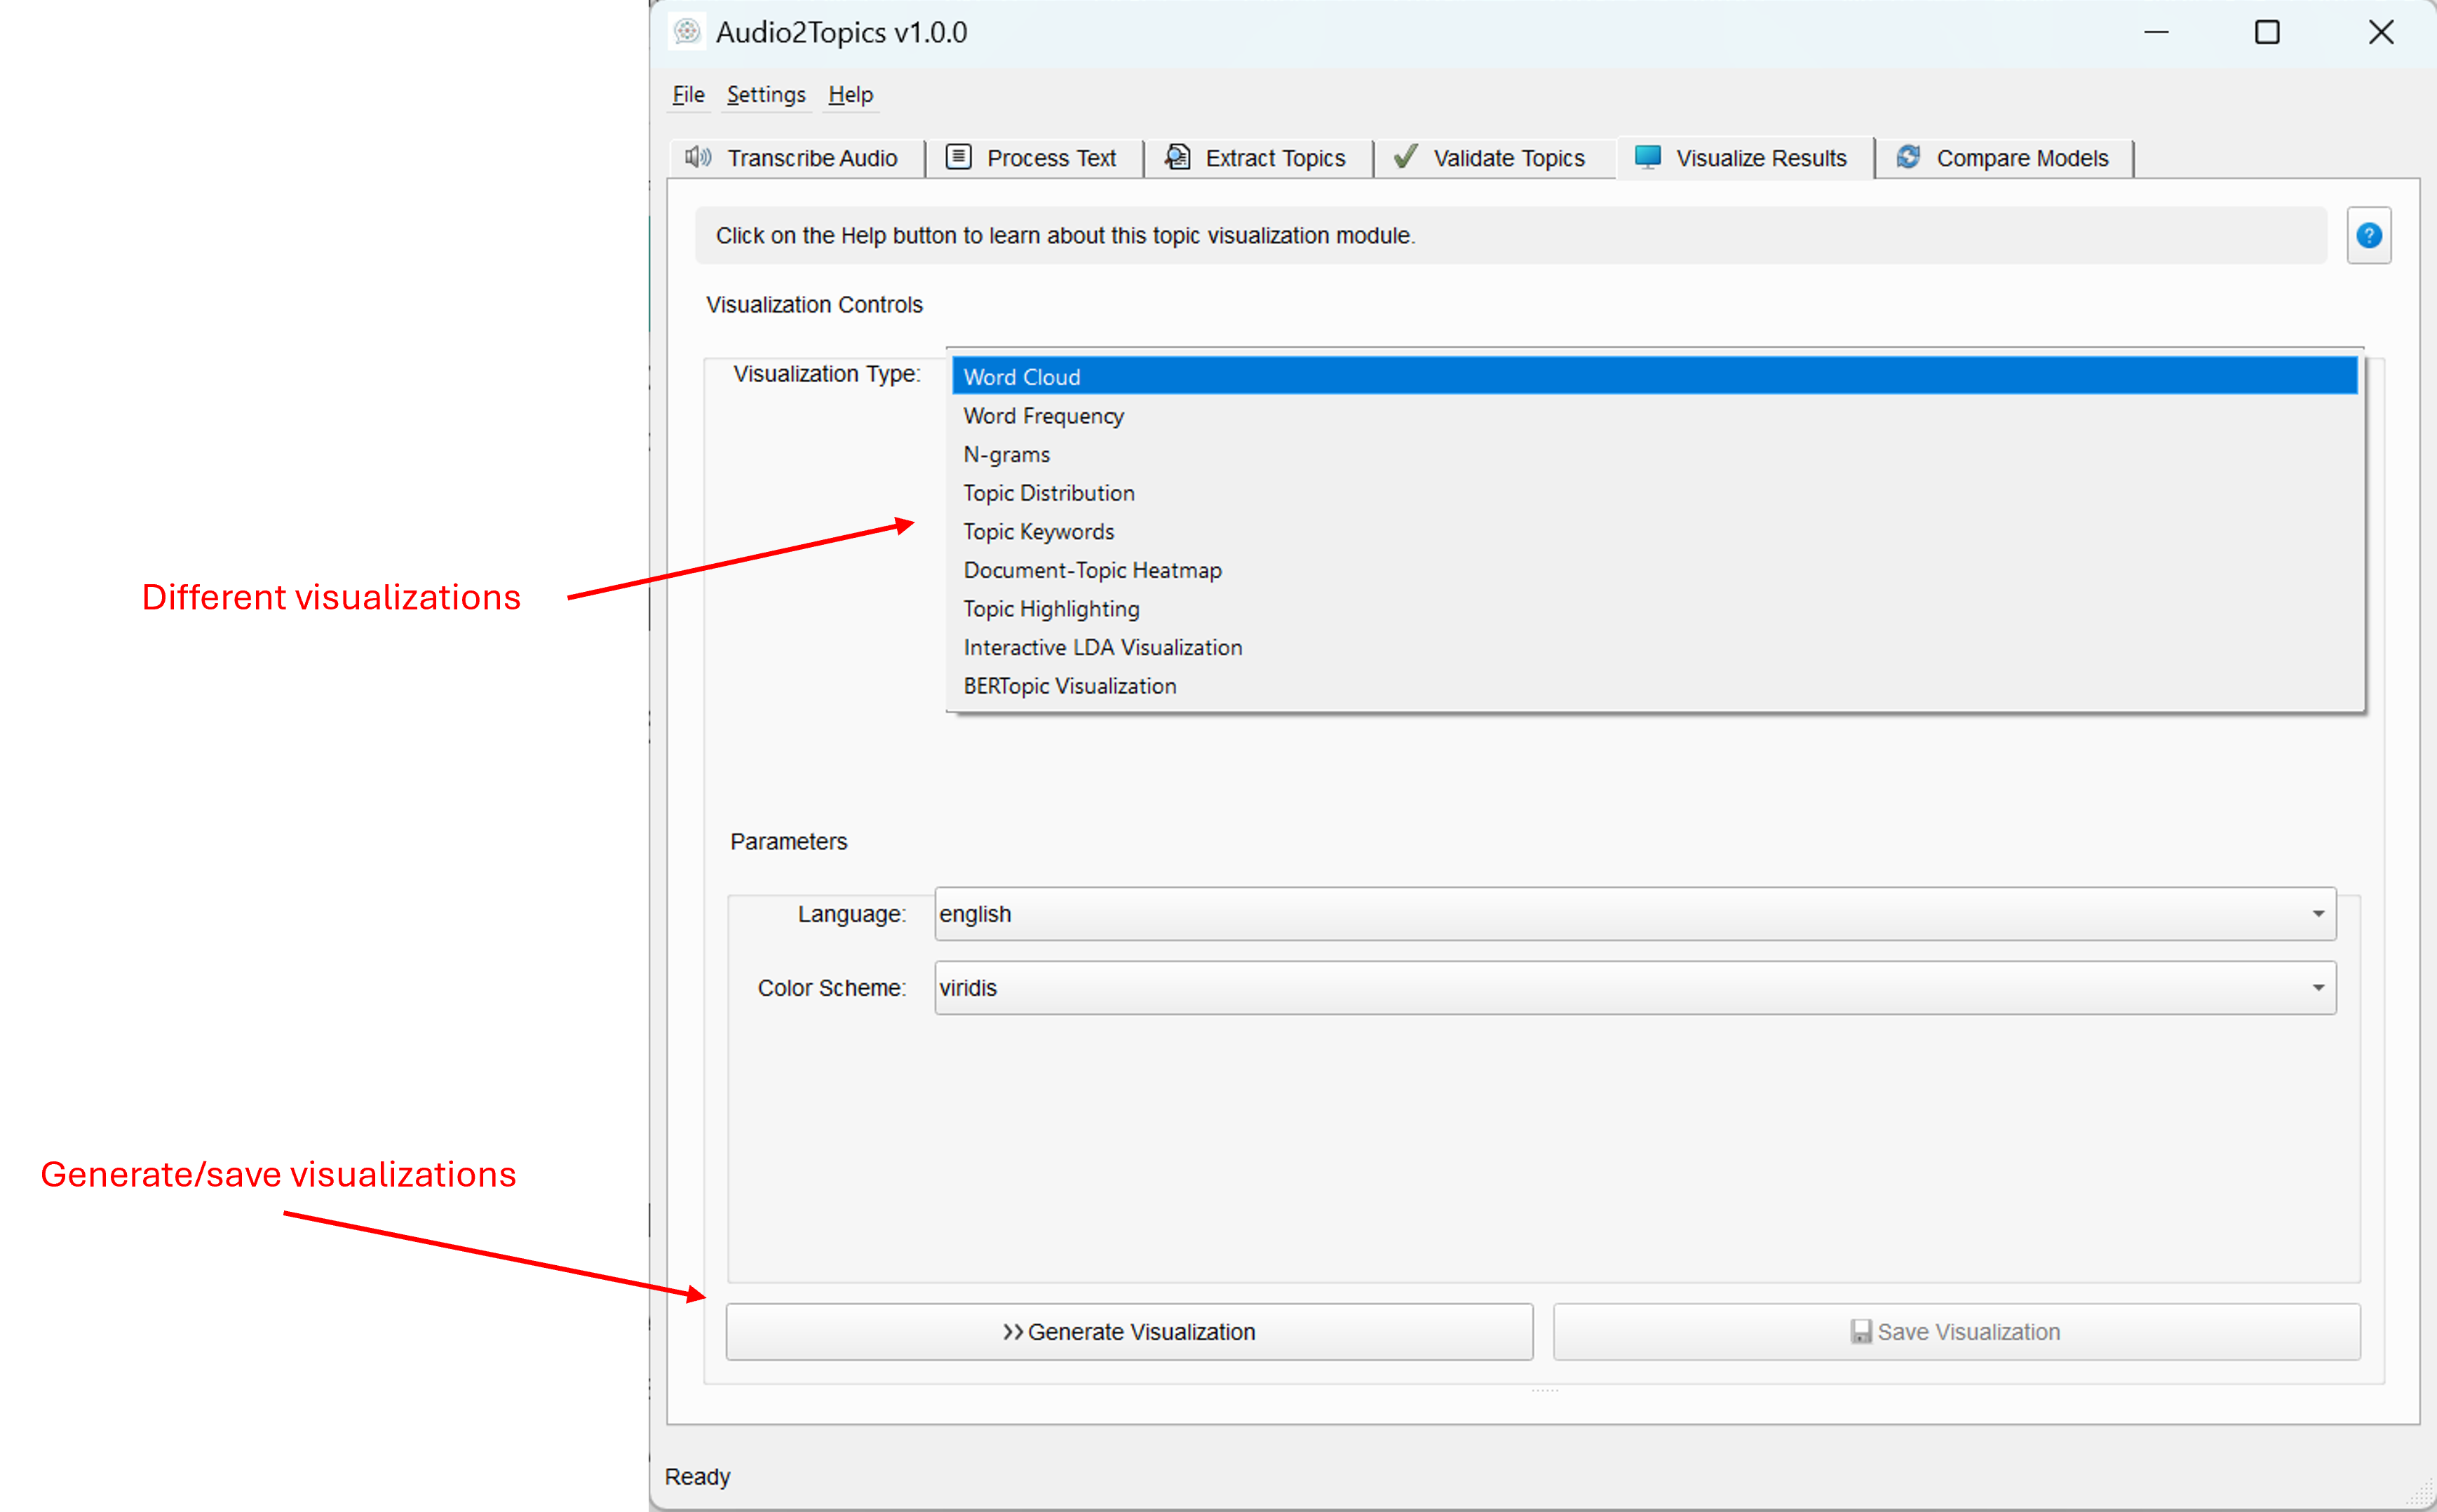 Audio2Topics v1.0.0
File Settings Help
Transcribe Audio Process Text Extract Topics Validate Topics Visualize Results Compare Models
Click on the Help button to learn about this topic visualization module.
?
Visualization Controls
Visualization Type:
Word Cloud
Word Frequency
N-grams
Topic Distribution
Topic Keywords
Document-Topic Heatmap
Topic Highlighting
Interactive LDA Visualization
BERTopic Visualization
Different visualizations
Parameters
Language: english
Color Scheme: viridis
Generate/save visualizations
>> Generate Visualization Save Visualization
Ready